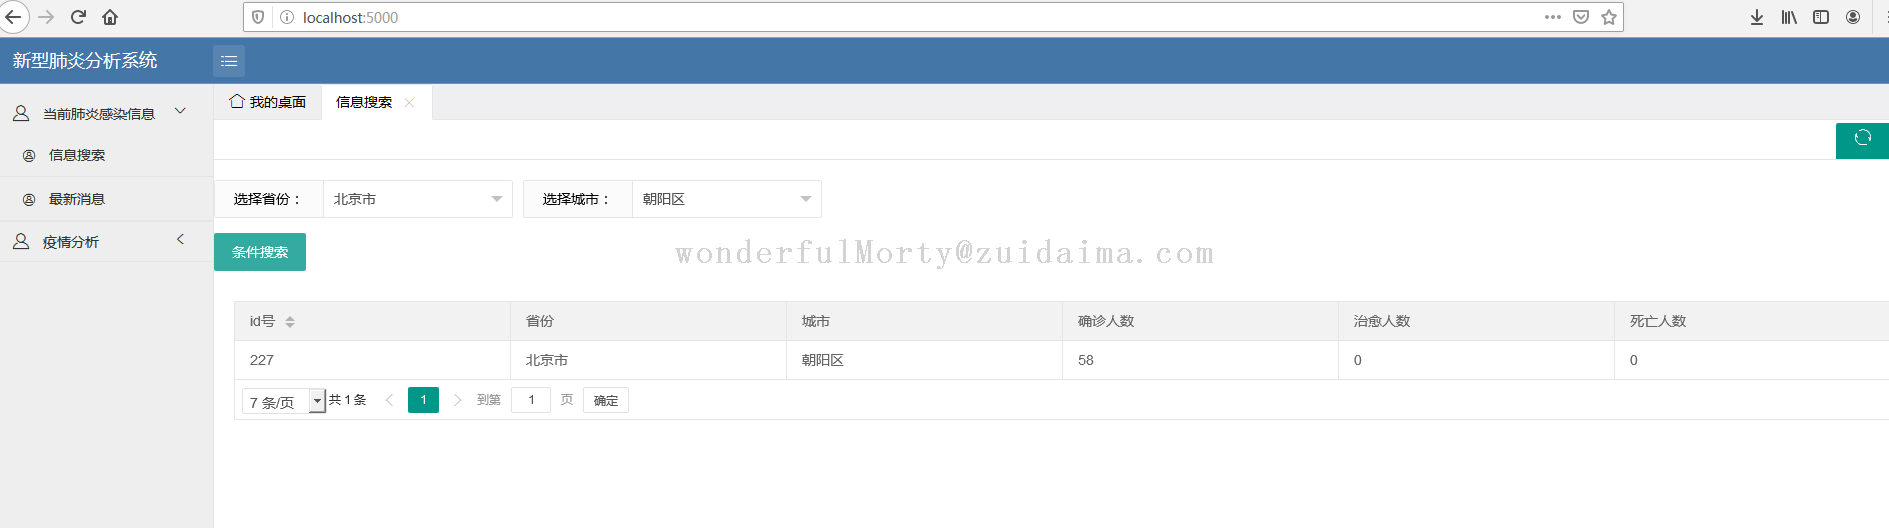 localhost:5000
新型肺炎分析系统
我的桌面 信息搜索
当前肺炎感染信息
信息搜索
最新消息
疫情分析
选择省份： 北京市 选择城市： 朝阳区
条件搜索
wonderfulMorty@zuidaima.com
id号 省份 城市 确诊人数 治愈人数 死亡人数
227 北京市 朝阳区 58 0 0
7 条/页 共 1 条 1 到第 1 页 确定